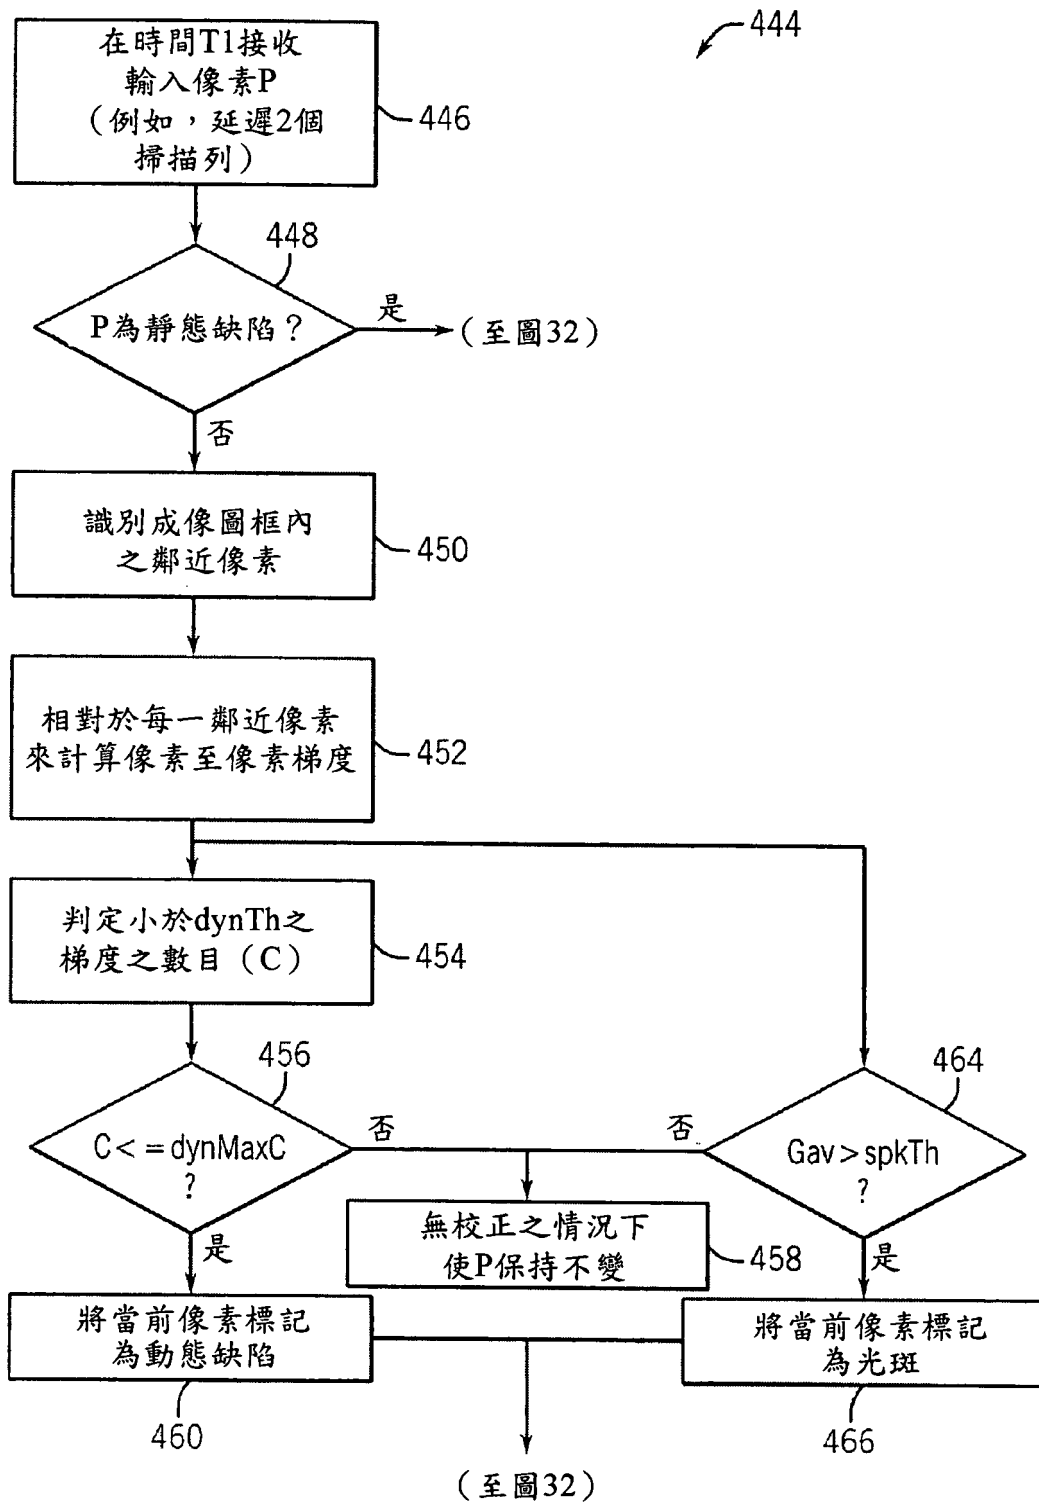 444
在時間T1接收
輸入像素P
（例如，延遲2個
掃描列）
446
448
P為靜態缺陷？
是
（至圖32）
否
識別成像圖框內
之鄰近像素
450
相對於每一鄰近像素
來計算像素至像素梯度
452
判定小於dynTh之
梯度之數目（C）
454
456
C<=dynMaxC
?
否
是
否
464
Gav>spkTh
?
是
無校正之情況下
使P保持不變
458
將當前像素標記
為動態缺陷
460
將當前像素標記
為光斑
466
（至圖32）